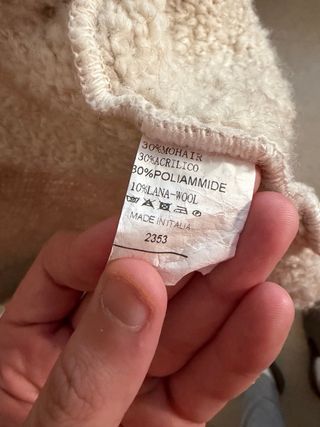 30%MOHAIR
30%ACRILICO
30%POLIAMMIDE
10%LANA-WOOL
MADE IN ITALIA
2353